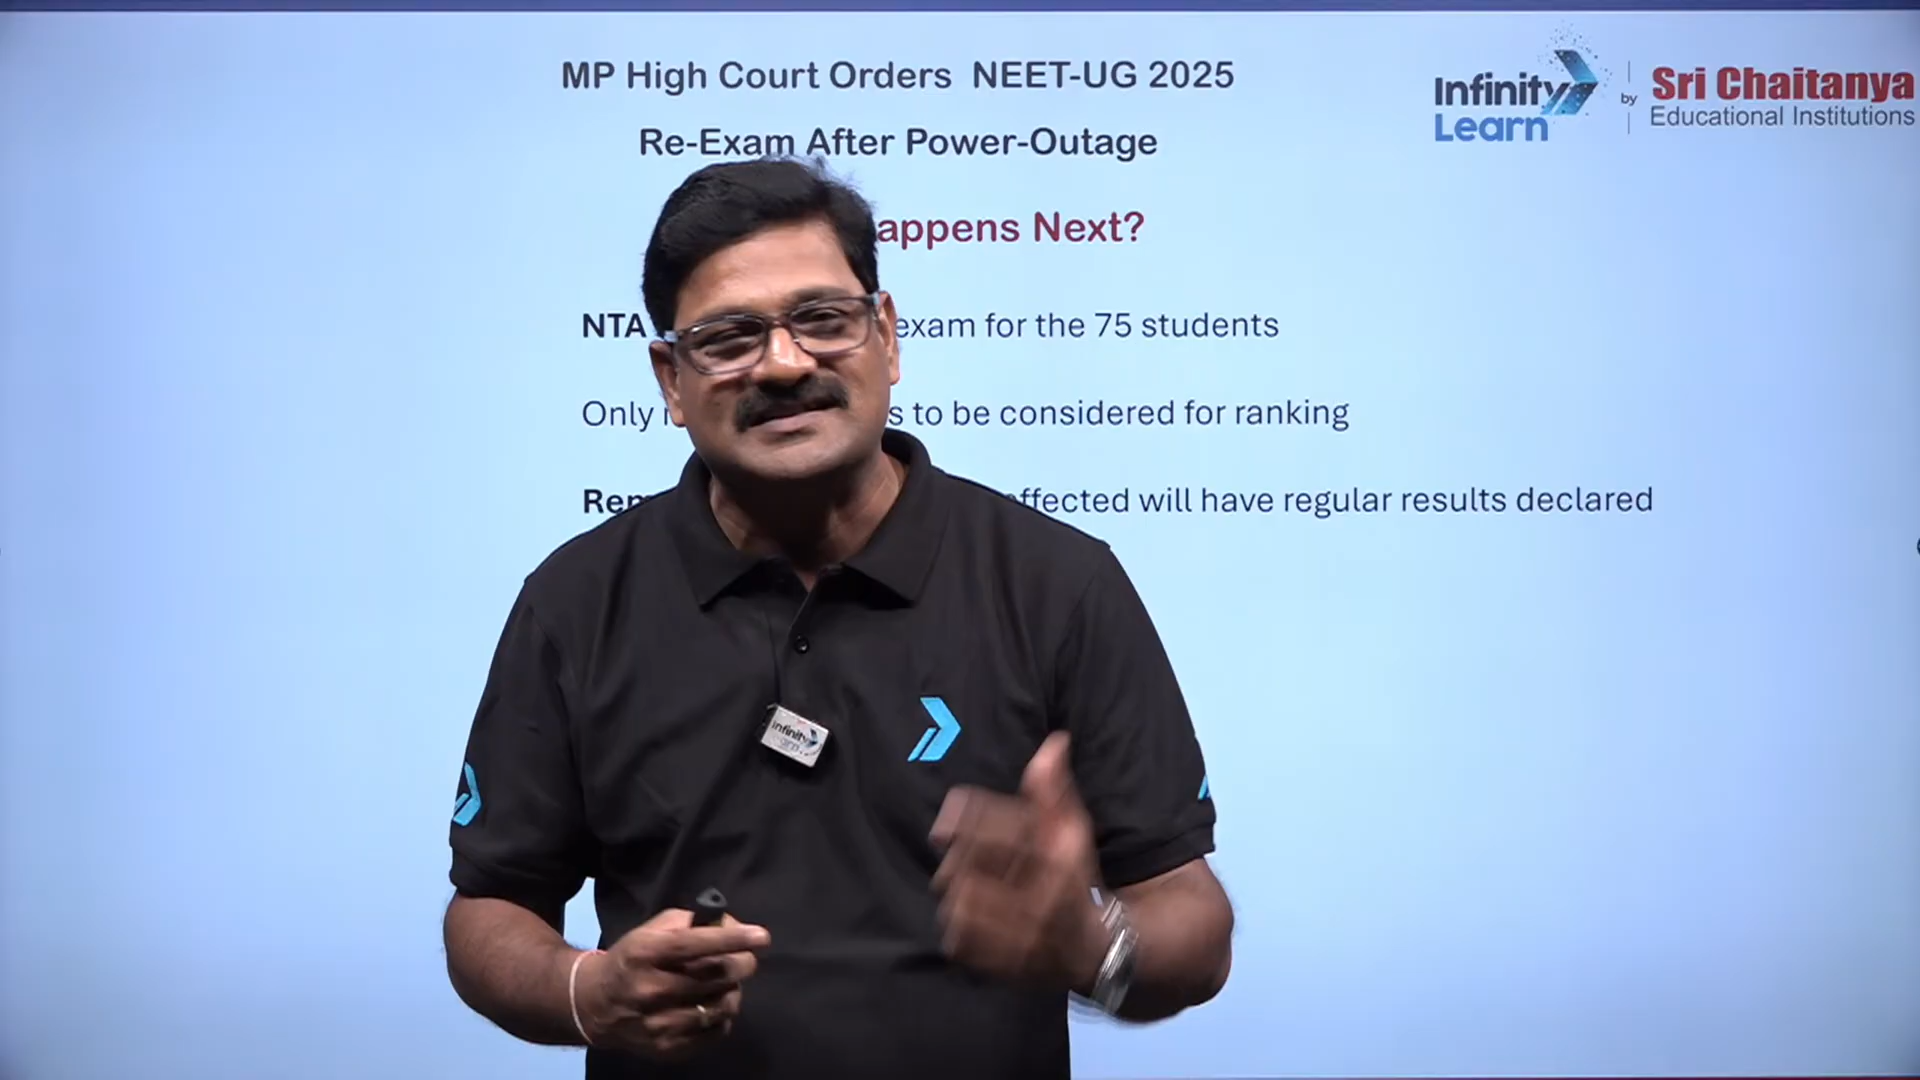 MP High Court Orders NEET-UG 2025
Re-Exam After Power-Outage
appens Next?
NTA exam for the 75 students
Only to be considered for ranking
will have regular results declared
Infinity
Learn
by
Sri Chaitanya
Educational Institutions
infinity